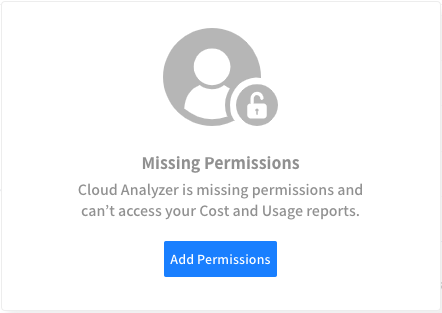 Missing Permissions
Cloud Analyzer is missing permissions and
can’t access your Cost and Usage reports.
Add Permissions